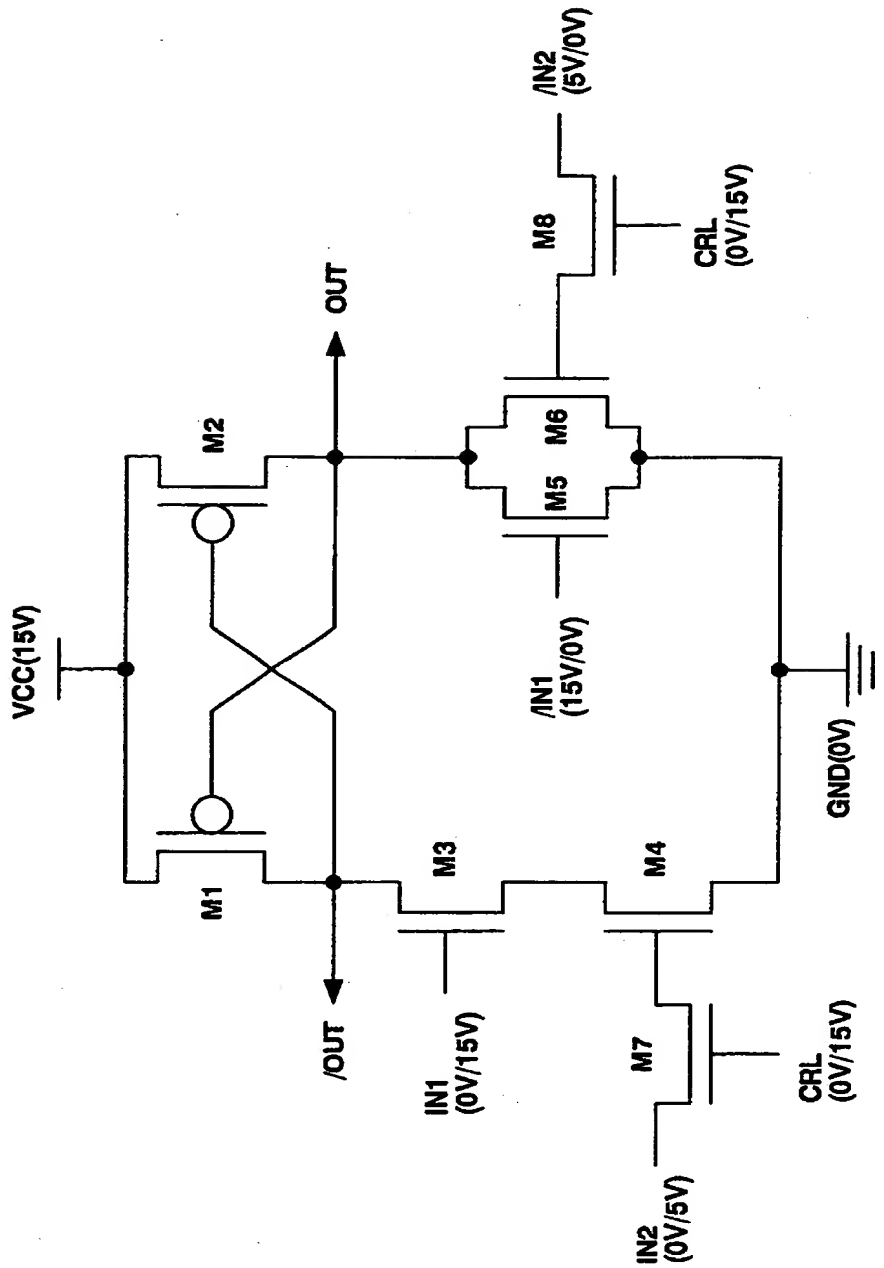 VCC(15V)
M1
M2
/OUT
OUT
IN1
(0V/15V)
M3
/IN1
(15V/0V)
M5
M6
M8
/IN2
(5V/0V)
CRL
(0V/15V)
M4
M7
IN2
(0V/5V)
CRL
(0V/15V)
GND(0V)